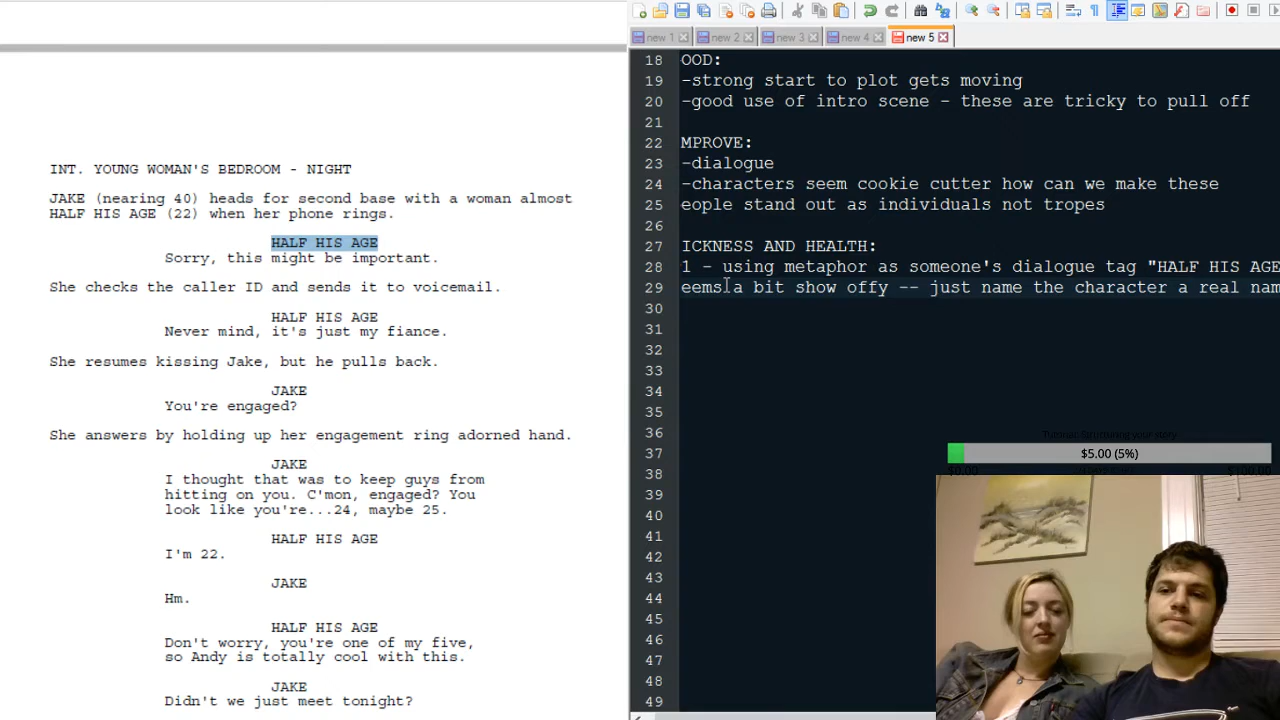 new 1
new 2
new 3
new 4
new 5
INT. YOUNG WOMAN'S BEDROOM - NIGHT
JAKE (nearing 40) heads for second base with a woman almost
HALF HIS AGE (22) when her phone rings.
HALF HIS AGE
Sorry, this might be important.
She checks the caller ID and sends it to voicemail.
HALF HIS AGE
Never mind, it's just my fiance.
She resumes kissing Jake, but he pulls back.
JAKE
You're engaged?
She answers by holding up her engagement ring adorned hand.
JAKE
I thought that was to keep guys from
hitting on you. C'mon, engaged? You
look like you're...24, maybe 25.
HALF HIS AGE
I'm 22.
JAKE
Hm.
HALF HIS AGE
Don't worry, you're one of my five,
so Andy is totally cool with this.
JAKE
Didn't we just meet tonight?
18 OOD:
19 -strong start to plot gets moving
20 -good use of intro scene - these are tricky to pull off
21
22 MPROVE:
23 -dialogue
24 -characters seem cookie cutter how can we make these
25 eople stand out as individuals not tropes
26
27 ICKNESS AND HEALTH:
28 1 - using metaphor as someone's dialogue tag "HALF HIS AGE
29 eems a bit show offy -- just name the character a real nam
30
31
32
33
34
35
36
37
38
39
40
41
42
43
44
45
46
47
48
49
Tutorial: Structuring your story
$5.00 (5%)
$0.00